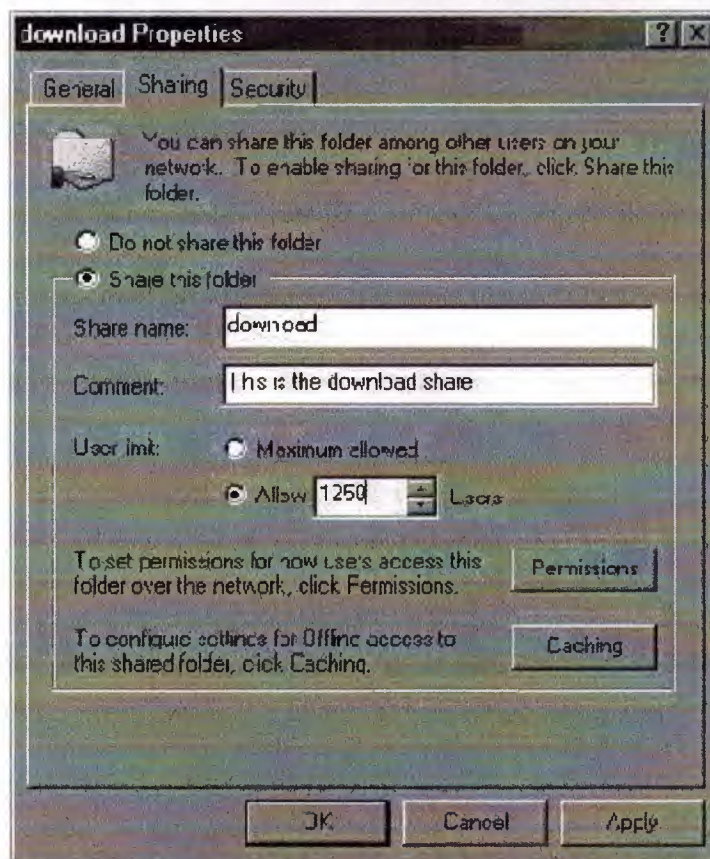 download Properties
? X
General Sharing Security
You can share this folder among other users on your
network. To enable sharing for this folder, click Share this
folder.
Do not share this folder
Share this folder
Share name: download
Comment: This is the download share
User limit: Maximum allowed
Allow 1250 Users
To set permissions for how users access this
folder over the network, click Permissions.
Permissions
To configure settings for Offline access to
this shared folder, click Caching.
Caching
OK Cancel Apply